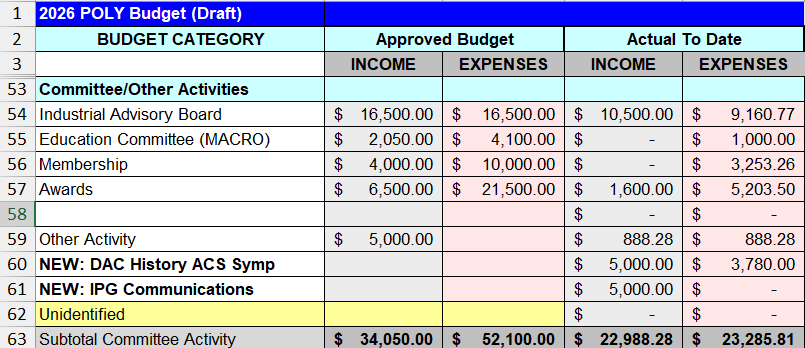 1 2026 POLY Budget (Draft)
2 BUDGET CATEGORY Approved Budget Actual To Date
3 INCOME EXPENSES INCOME EXPENSES
53 Committee/Other Activities
54 Industrial Advisory Board $ 16,500.00 $ 16,500.00 $ 10,500.00 $ 9,160.77
55 Education Committee (MACRO) $ 2,050.00 $ 4,100.00 $ - $ 1,000.00
56 Membership $ 4,000.00 $ 10,000.00 $ - $ 3,253.26
57 Awards $ 6,500.00 $ 21,500.00 $ 1,600.00 $ 5,203.50
58 $ - $ -
59 Other Activity $ 5,000.00 $ 888.28 $ 888.28
60 NEW: DAC History ACS Symp $ 5,000.00 $ 3,780.00
61 NEW: IPG Communications $ 5,000.00 $ -
62 Unidentified $ - $ -
63 Subtotal Committee Activity $ 34,050.00 $ 52,100.00 $ 22,988.28 $ 23,285.81